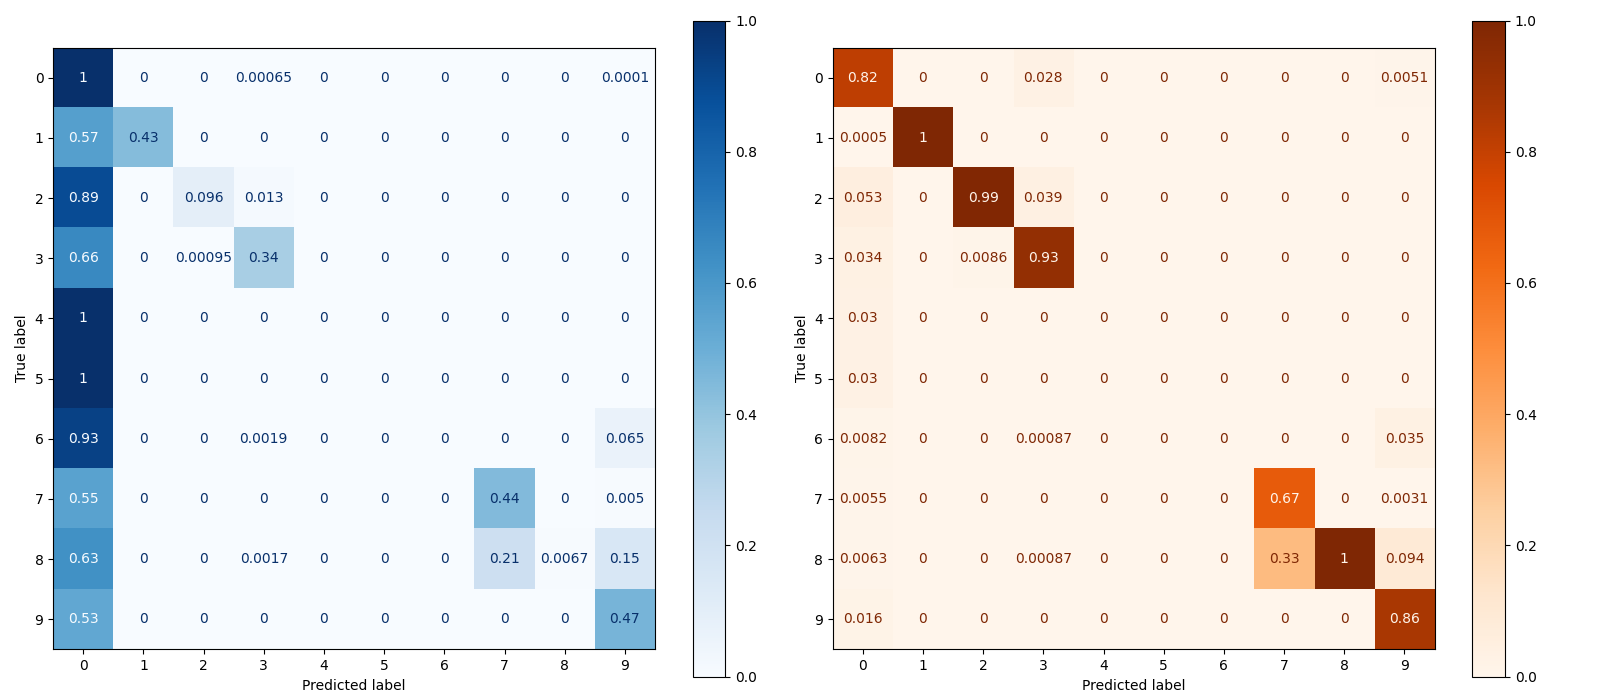 0 1 0 0 0.00065 0 0 0 0 0 0.0001
1 0.57 0.43 0 0 0 0 0 0 0 0
2 0.89 0 0.096 0.013 0 0 0 0 0 0
3 0.66 0 0.00095 0.34 0 0 0 0 0 0
4 1 0 0 0 0 0 0 0 0 0
5 1 0 0 0 0 0 0 0 0 0
6 0.93 0 0 0.0019 0 0 0 0 0 0.065
7 0.55 0 0 0 0 0 0 0.44 0 0.005
8 0.63 0 0 0.0017 0 0 0 0.21 0.0067 0.15
9 0.53 0 0 0 0 0 0 0 0 0.47
0 1 2 3 4 5 6 7 8 9
Predicted label
True label
1.0
0.8
0.6
0.4
0.2
0.0
0 0.82 0 0 0.028 0 0 0 0 0 0.0051
1 0.0005 1 0 0 0 0 0 0 0 0
2 0.053 0 0.99 0.039 0 0 0 0 0 0
3 0.034 0 0.0086 0.93 0 0 0 0 0 0
4 0.03 0 0 0 0 0 0 0 0 0
5 0.03 0 0 0 0 0 0 0 0 0
6 0.0082 0 0 0.00087 0 0 0 0 0 0.035
7 0.0055 0 0 0 0 0 0 0.67 0 0.0031
8 0.0063 0 0 0.00087 0 0 0 0.33 1 0.094
9 0.016 0 0 0 0 0 0 0 0 0.86
0 1 2 3 4 5 6 7 8 9
Predicted label
True label
1.0
0.8
0.6
0.4
0.2
0.0